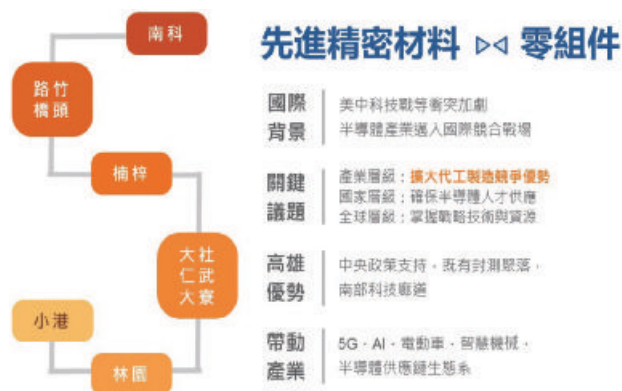 南科
路竹
橋頭
楠梓
大社
仁武
大寮
小港
林園
先進精密材料 ▷◁ 零組件
國際
背景
美中科技戰等衝突加劇
半導體產業邁入國際競合戰場
關鍵
議題
產業層級：擴大代工製造競爭優勢
國家層級：確保半導體人才供應
全球層級：掌握戰略技術與資源
高雄
優勢
中央政策支持，既有封測聚落，
南部科技廊道
帶動
產業
5G、AI、電動車、智慧機械，
半導體供應鏈生態系